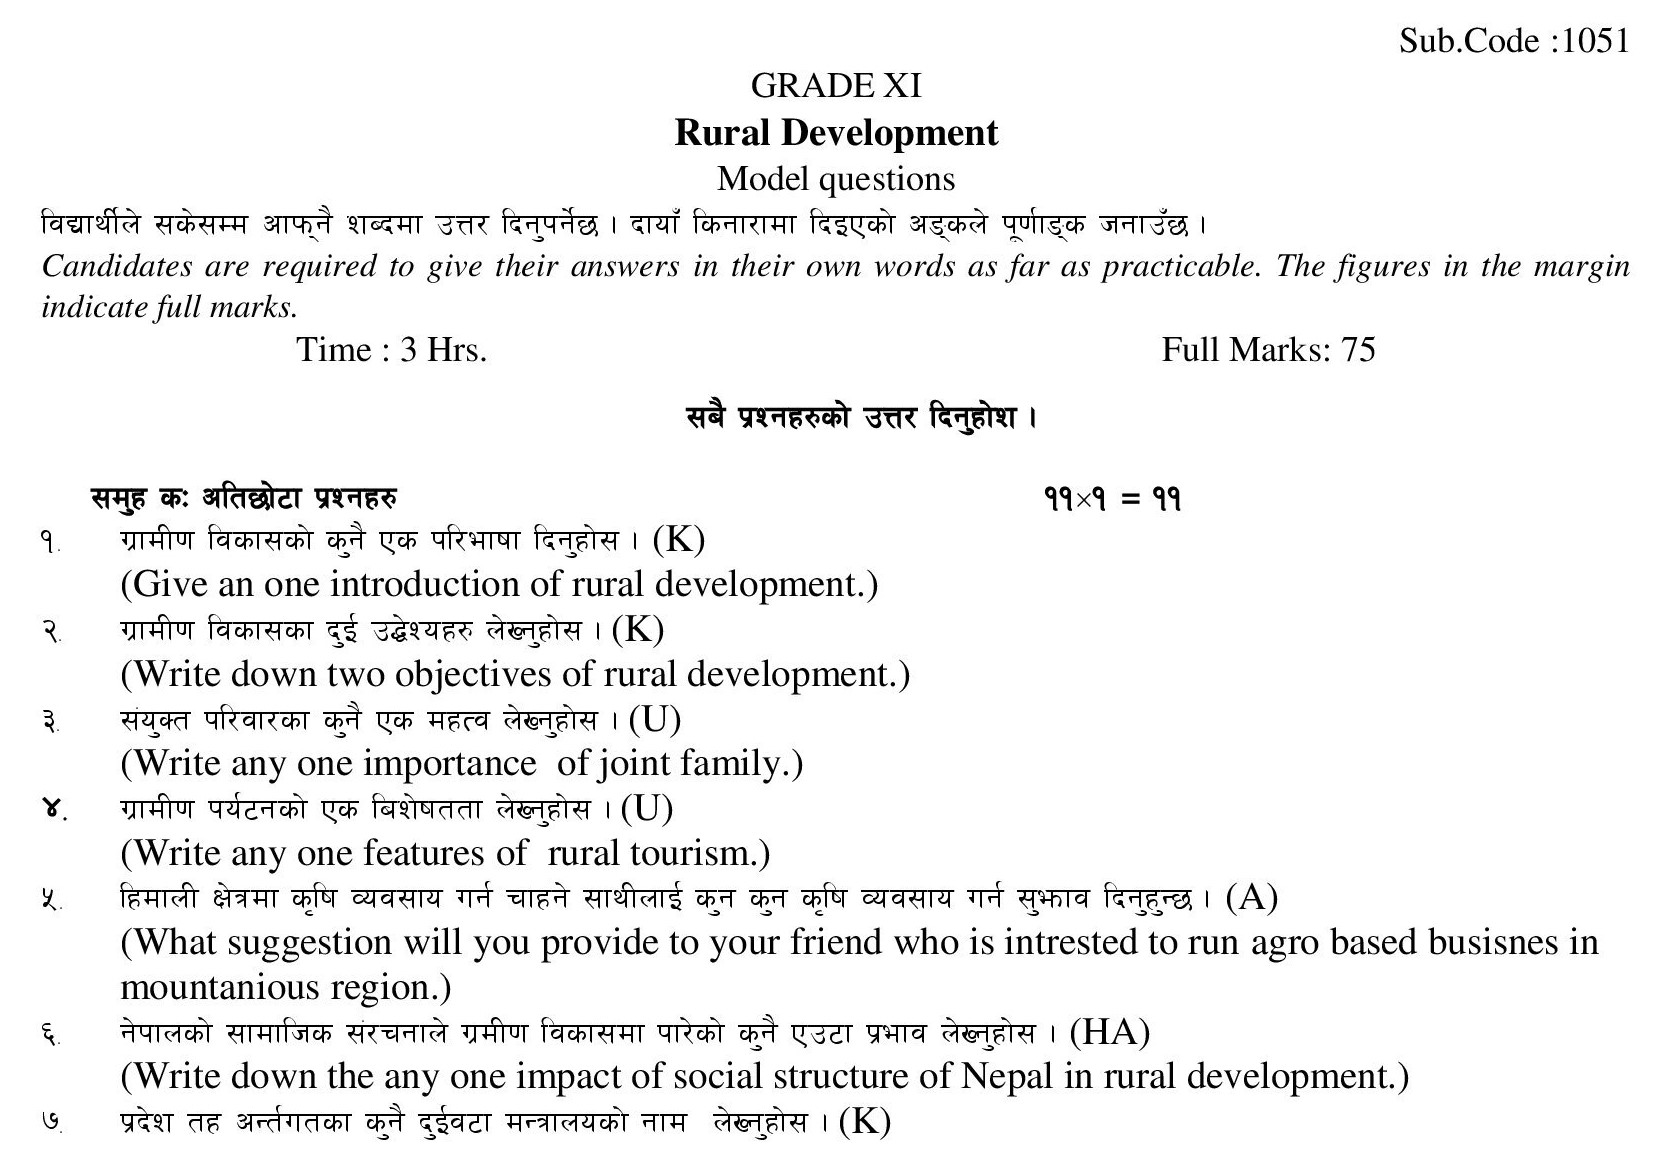 Sub.Code :1051
GRADE XI
Rural Development
Model questions
विद्यार्थीले सकेसम्म आफ्नै शब्दमा उत्तर दिनुपर्नेछ । दायाँ किनारामा दिइएको अङ्कले पूर्णाङ्क जनाउँछ ।
Candidates are required to give their answers in their own words as far as practicable. The figures in the margin
indicate full marks.
Time : 3 Hrs. Full Marks: 75
सबै प्रश्नहरुको उत्तर दिनुहोश ।
समुह कः अतिछोटा प्रश्नहरु ११×१ = ११
१. ग्रामीण विकासको कुनै एक परिभाषा दिनुहोस । (K)
(Give an one introduction of rural development.)
२. ग्रामीण विकासका दुई उद्धेश्यहरु लेख्नुहोस । (K)
(Write down two objectives of rural development.)
३. संयुक्त परिवारका कुनै एक महत्व लेख्नुहोस । (U)
(Write any one importance of joint family.)
४. ग्रामीण पर्यटनको एक बिशेषतता लेख्नुहोस । (U)
(Write any one features of rural tourism.)
५. हिमाली क्षेत्रमा कृषि व्यवसाय गर्न चाहने साथीलाई कुन कुन कृषि व्यवसाय गर्न सुझाव दिनुहुन्छ । (A)
(What suggestion will you provide to your friend who is intrested to run agro based busisnes in
mountanious region.)
६. नेपालको सामाजिक संरचनाले ग्रमीण विकासमा पारेको कुनै एउटा प्रभाव लेख्नुहोस । (HA)
(Write down the any one impact of social structure of Nepal in rural development.)
७. प्रदेश तह अर्न्तगतका कुनै दुईवटा मन्त्रालयको नाम लेख्नुहोस । (K)